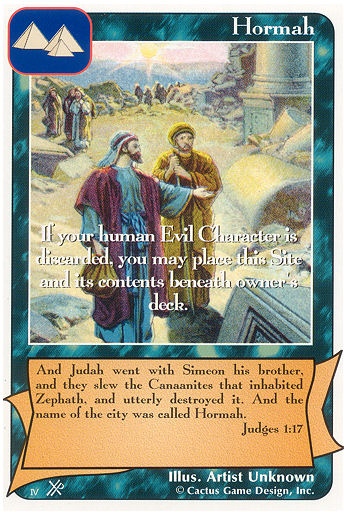 Hormah
If your human Evil Character is
discarded, you may place this Site
and its contents beneath owner's
deck.
And Judah went with Simeon his brother,
and they slew the Canaanites that inhabited
Zephath, and utterly destroyed it. And the
name of the city was called Hormah.
Judges 1:17
Illus. Artist Unknown
IV
© Cactus Game Design, Inc.